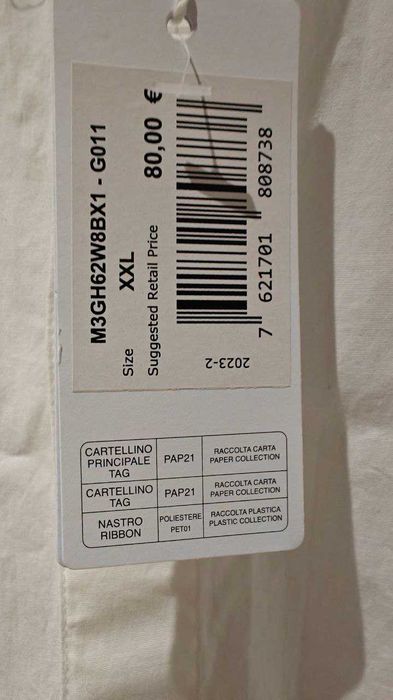 M3GH62W8BX1 - G011
Size
XXL
Suggested Retail Price
80,00 €
7 621701 808738
2023-2
CARTELLINO PRINCIPALE TAG PAP21 RACCOLTA CARTA PAPER COLLECTION
CARTELLINO TAG PAP21 RACCOLTA CARTA PAPER COLLECTION
NASTRO RIBBON POLIESTERE PET01 RACCOLTA PLASTICA PLASTIC COLLECTION